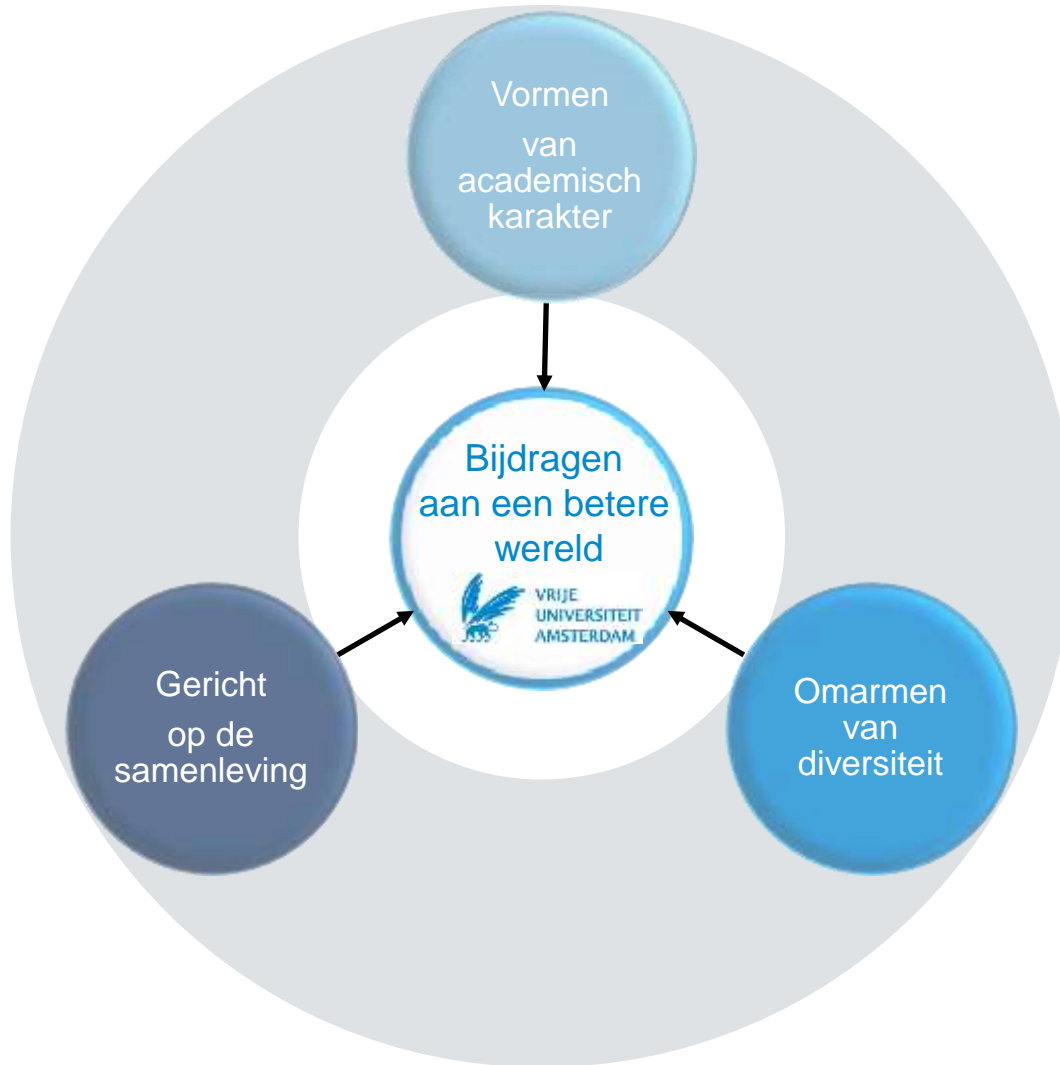 Vormen
van
academisch
karakter
Bijdragen
aan een betere
wereld
VRIJE
UNIVERSITEIT
AMSTERDAM
Gericht
op de
samenleving
Omarmen
van
diversiteit